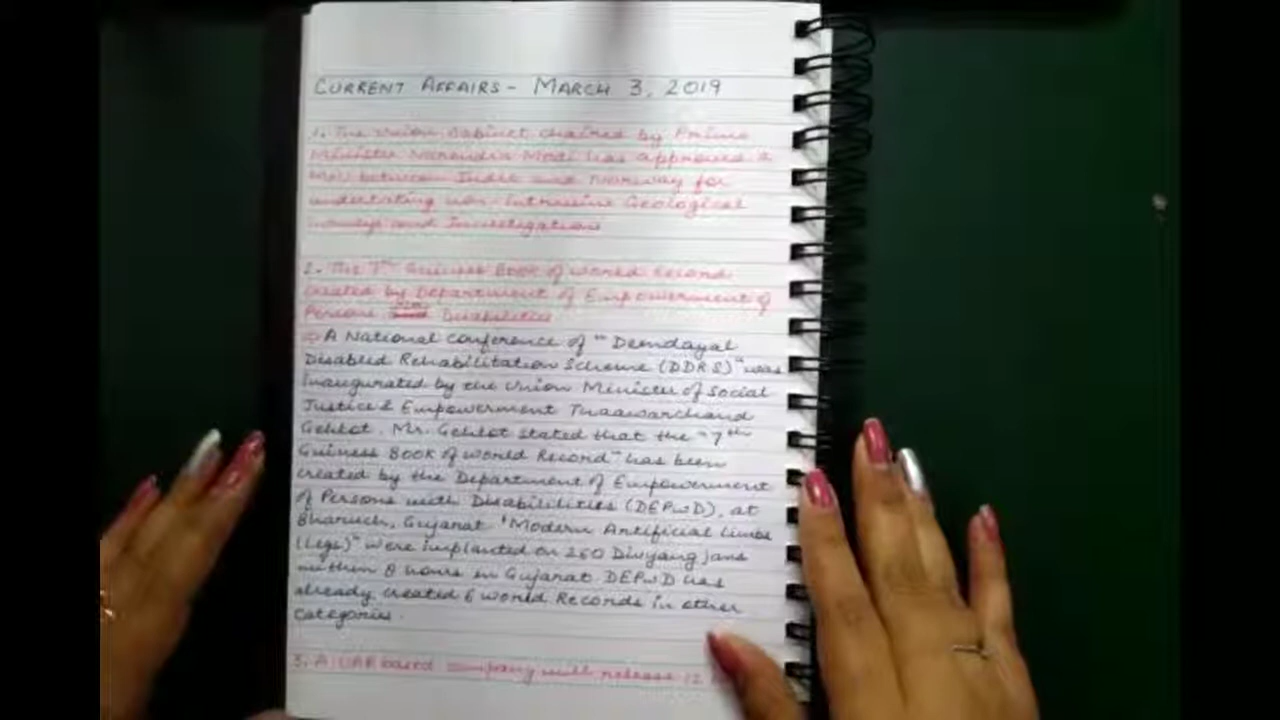 CURRENT AFFAIRS - MARCH 3, 2019
1. The Union Cabinet chaired by Prime
Minister Narendra Modi has approved a
MoU between India and Norway for
undertating non-Intrusive Geological
surveys and Investigations
2. The 7th Guiness Book of World Record
created by Department of Empowerment of
Persons Disabilities
A National conference of "Deendayal
Disabled Rehabilitation Scheme (DDRS)" was
inaugurated by the Union Minister of Social
Justice & Empowerment Thaawarchand
Gehlot. Mr. Gehlot stated that the "7th
Guiness Book of World Record" has been
created by the Department of Empowerment
of Persons with Disabilities (DEPwD), at
Bharuch, Gujarat 'Modern Artificial Limbs
(Legs)" were implanted on 260 Divyangjans
within 8 hours in Gujarat. DEPwD has
already created 6 World Records in other
categories.
3. A UAE based company will release 12